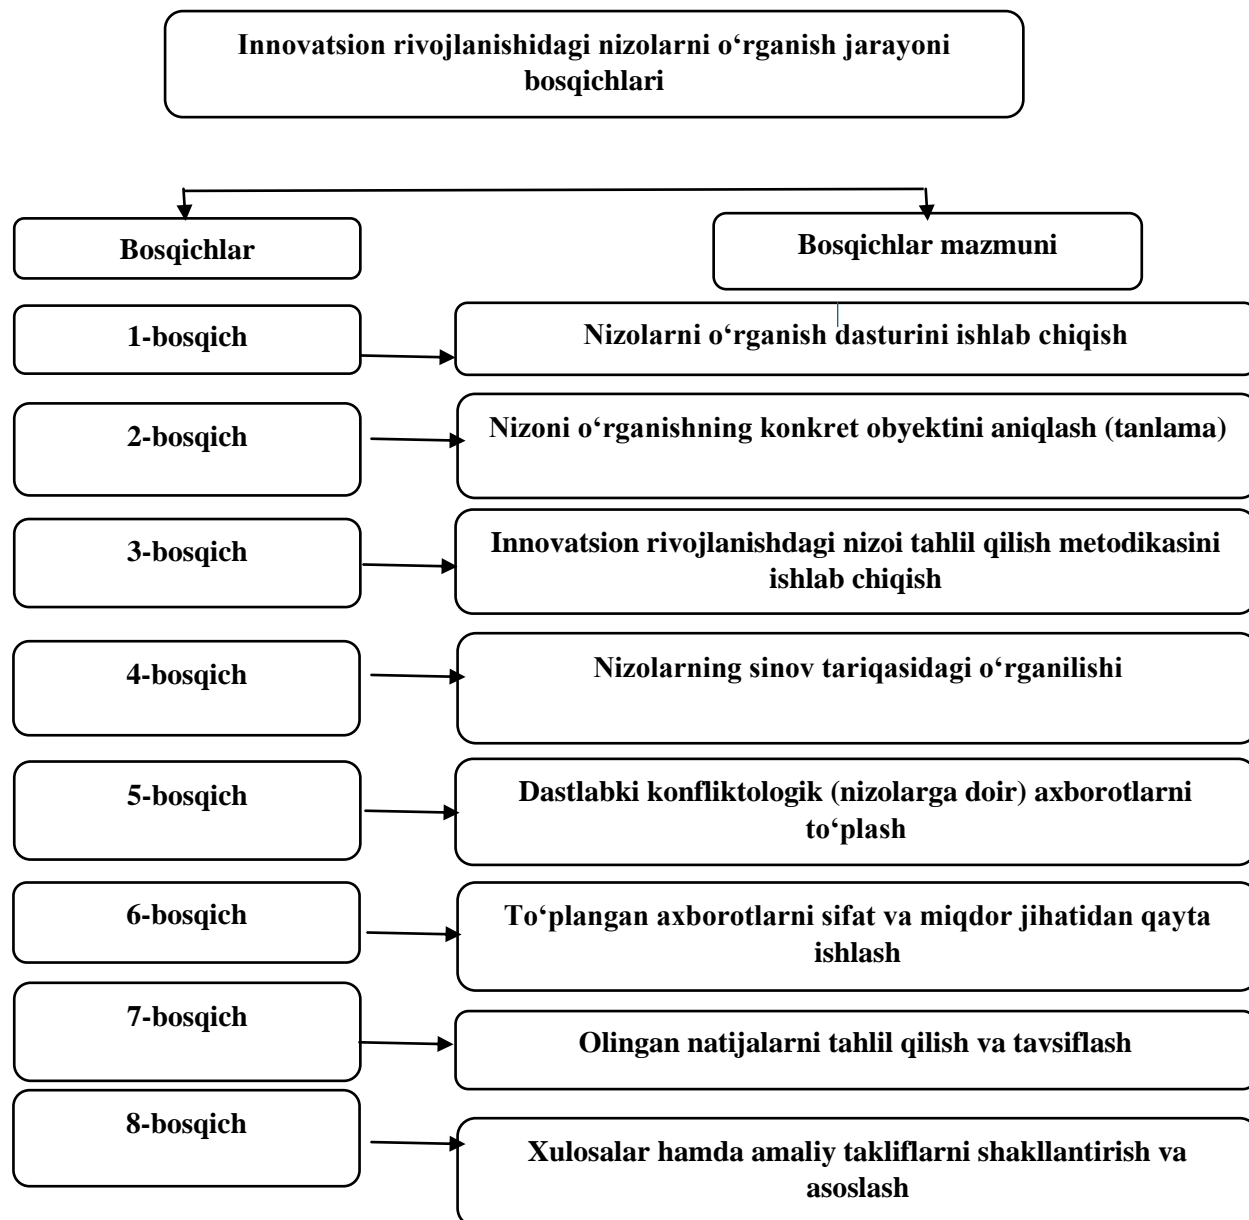 Innovatsion rivojlanishidagi nizolarni o‘rganish jarayoni
bosqichlari
Bosqichlar
Bosqichlar mazmuni
1-bosqich
Nizolarni o‘rganish dasturini ishlab chiqish
2-bosqich
Nizoni o‘rganishning konkret obyektini aniqlash (tanlama)
3-bosqich
Innovatsion rivojlanishdagi nizoi tahlil qilish metodikasini
ishlab chiqish
4-bosqich
Nizolarning sinov tariqasidagi o‘rganilishi
5-bosqich
Dastlabki konfliktologik (nizolarga doir) axborotlarni
to‘plash
6-bosqich
To‘plangan axborotlarni sifat va miqdor jihatidan qayta
ishlash
7-bosqich
Olingan natijalarni tahlil qilish va tavsiflash
8-bosqich
Xulosalar hamda amaliy takliflarni shakllantirish va
asoslash